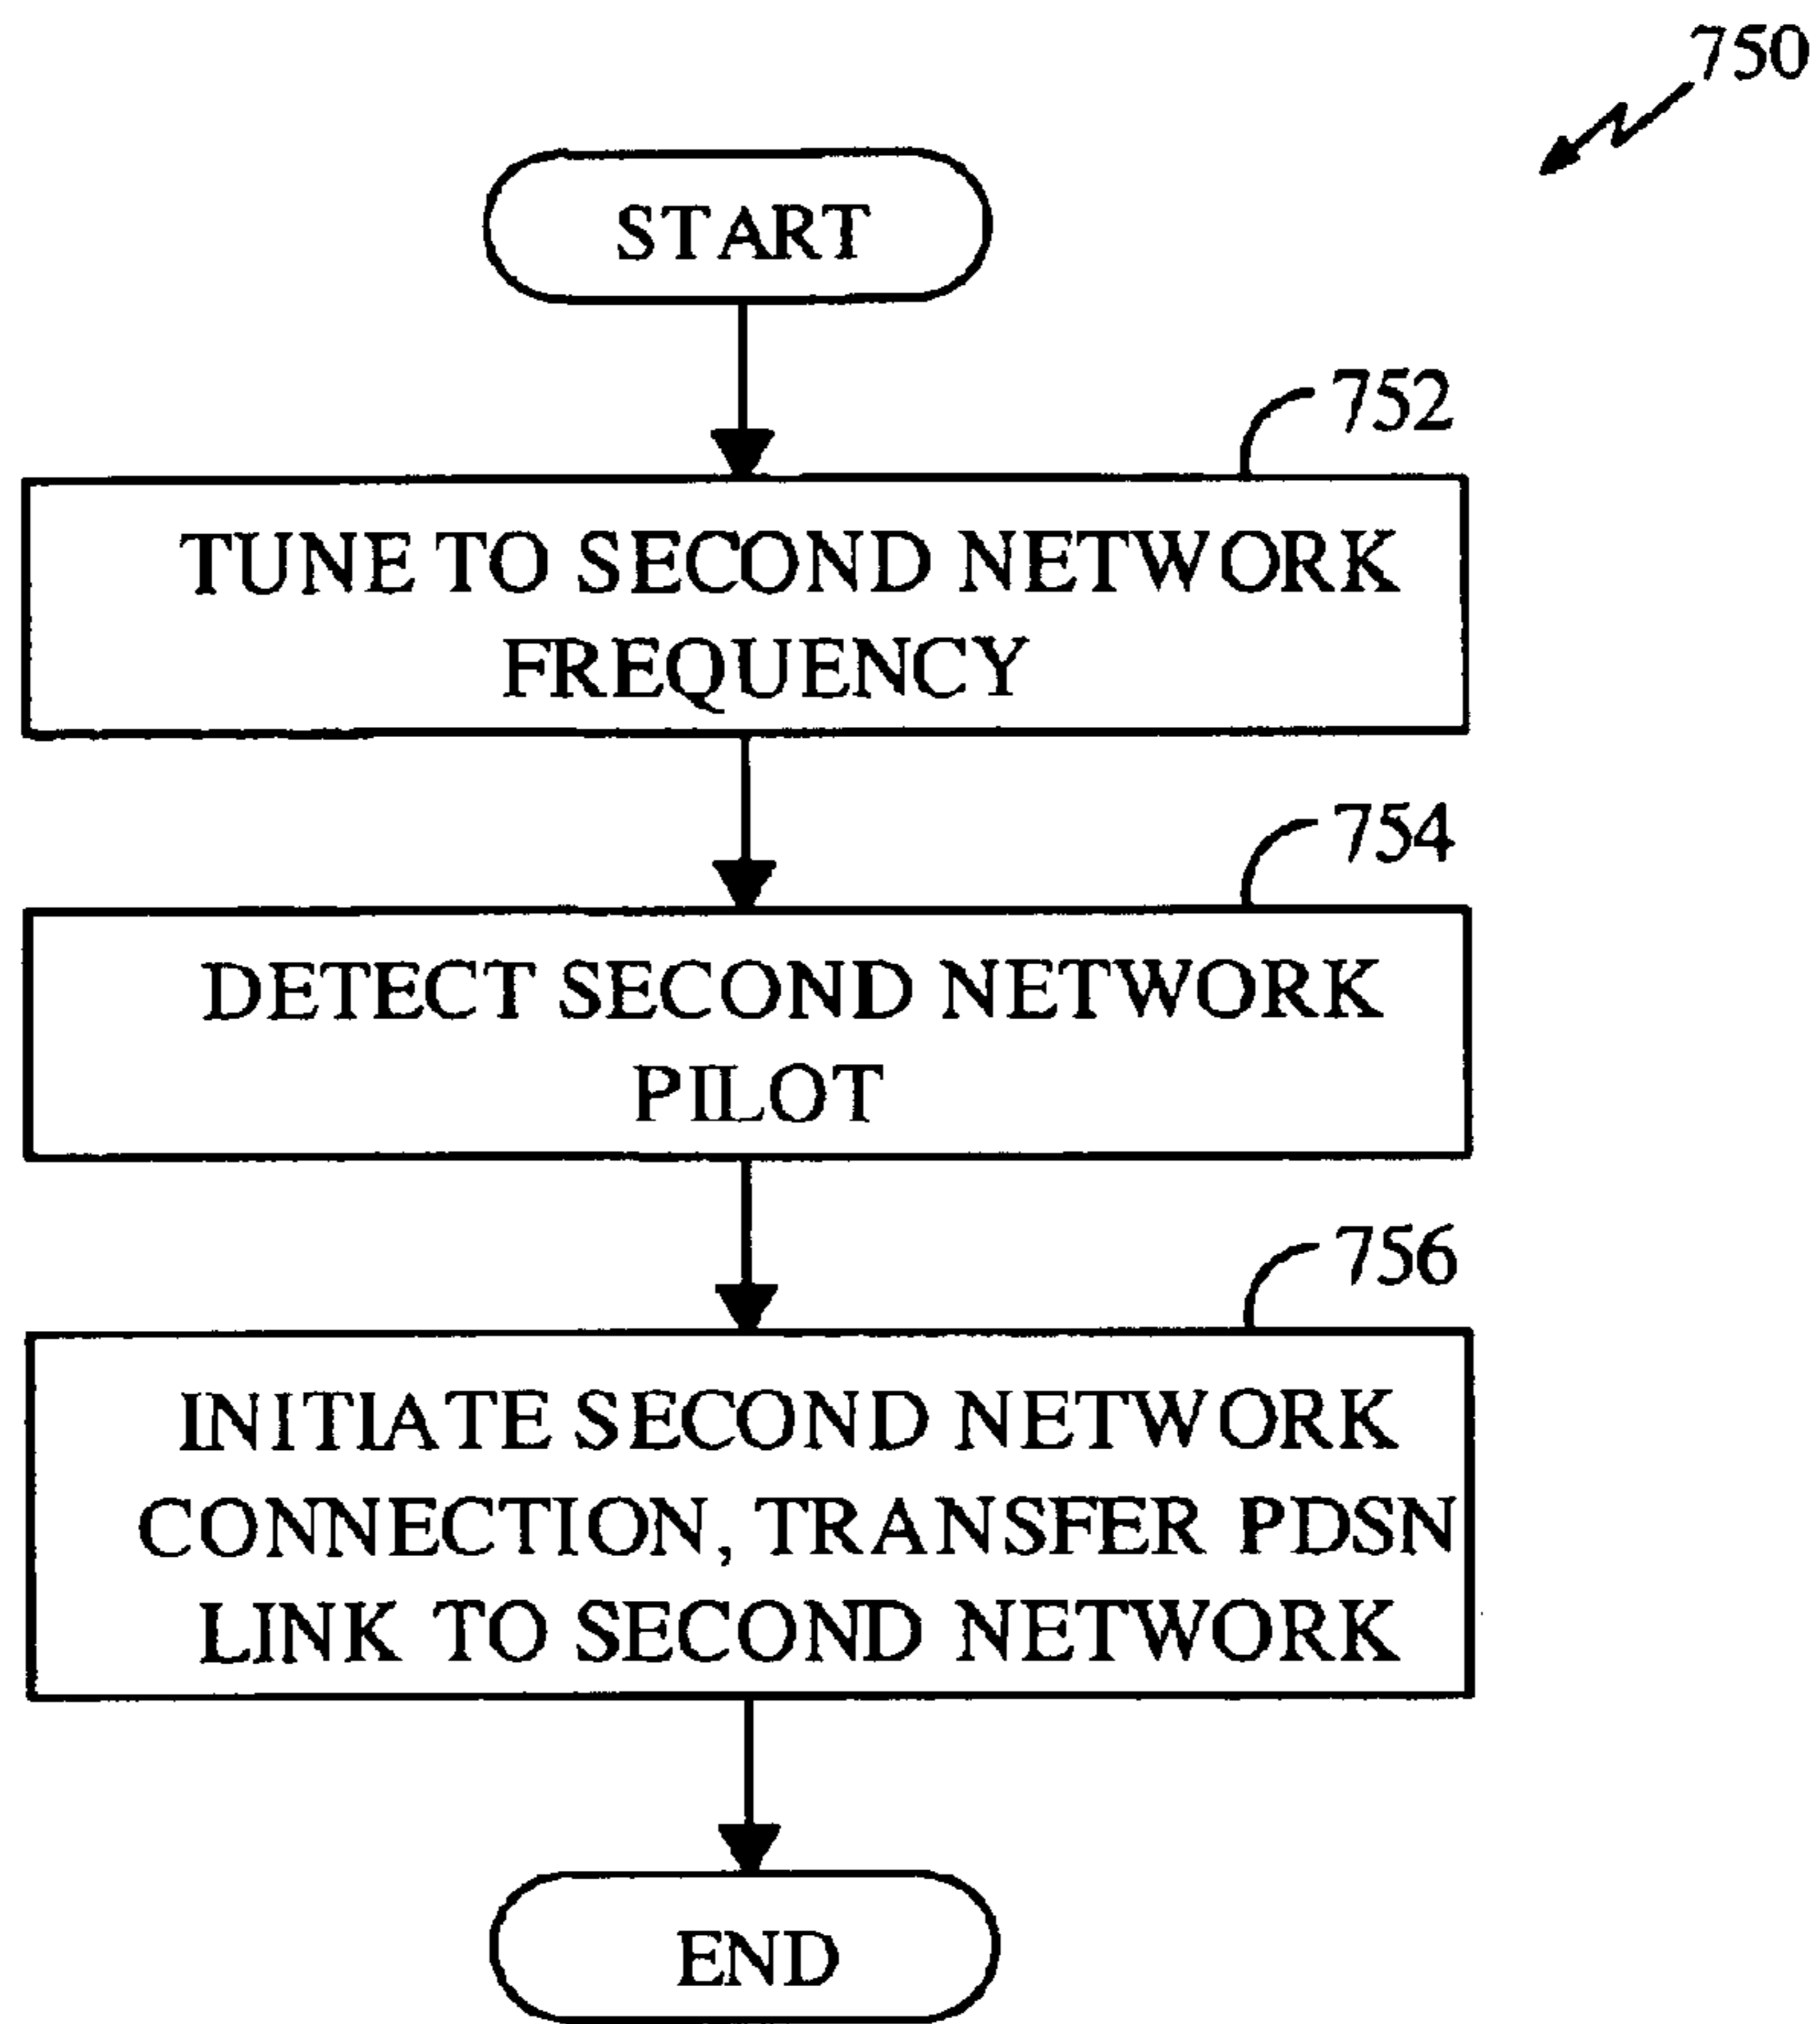 750
START
752
TUNE TO SECOND NETWORK
FREQUENCY
754
DETECT SECOND NETWORK
PILOT
756
INITIATE SECOND NETWORK
CONNECTION, TRANSFER PDSN
LINK TO SECOND NETWORK
END